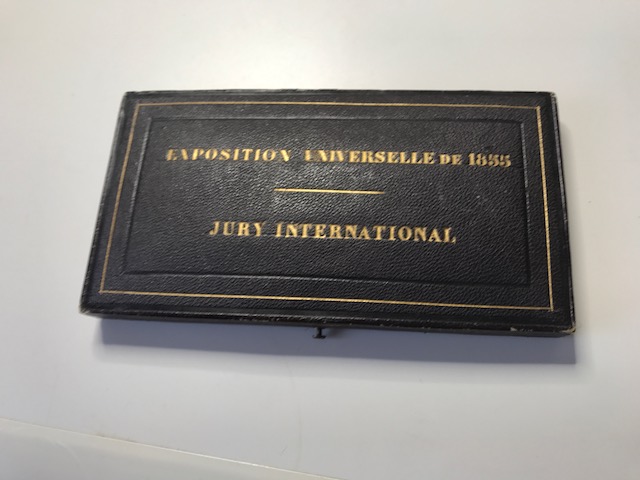 EXPOSITION UNIVERSELLE DE 1855
JURY INTERNATIONAL